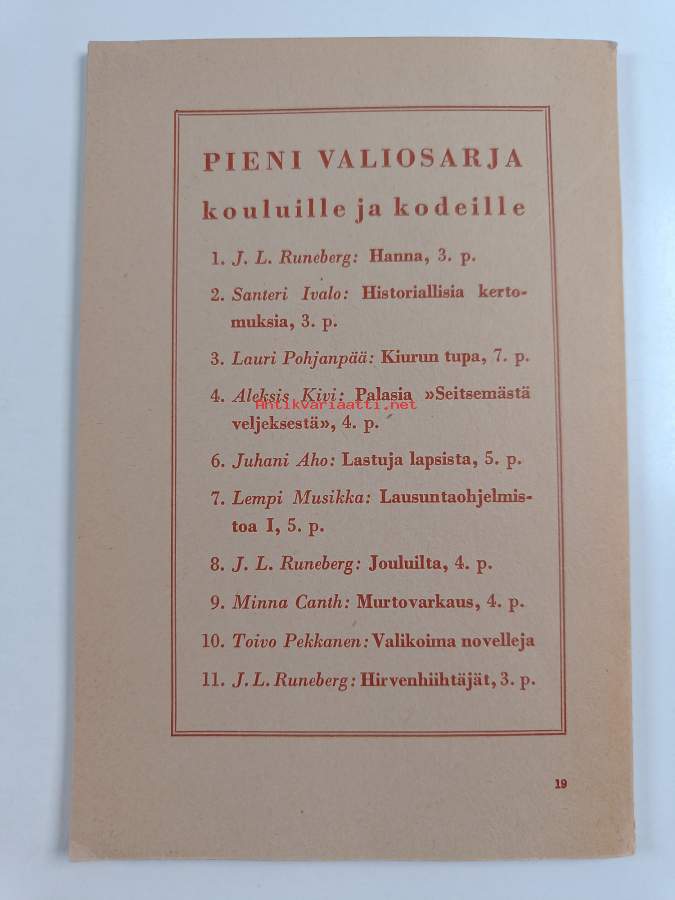 PIENI VALIOSARJA
kouluille ja kodeille
1. J. L. Runeberg: Hanna, 3. p.
2. Santeri Ivalo: Historiallisia kerto-
muksia, 3. p.
3. Lauri Pohjanpää: Kiurun tupa, 7. p.
4. Aleksis Kivi: Palasia »Seitsemästä
Antikvariaatti.net
veljeksestä», 4. p.
6. Juhani Aho: Lastuja lapsista, 5. p.
7. Lempi Musikka: Lausuntaohjelmis-
toa I, 5. p.
8. J. L. Runeberg: Jouluilta, 4. p.
9. Minna Canth: Murtovarkaus, 4. p.
10. Toivo Pekkanen: Valikoima novelleja
11. J. L. Runeberg: Hirvenhiihtäjät, 3. p.
19